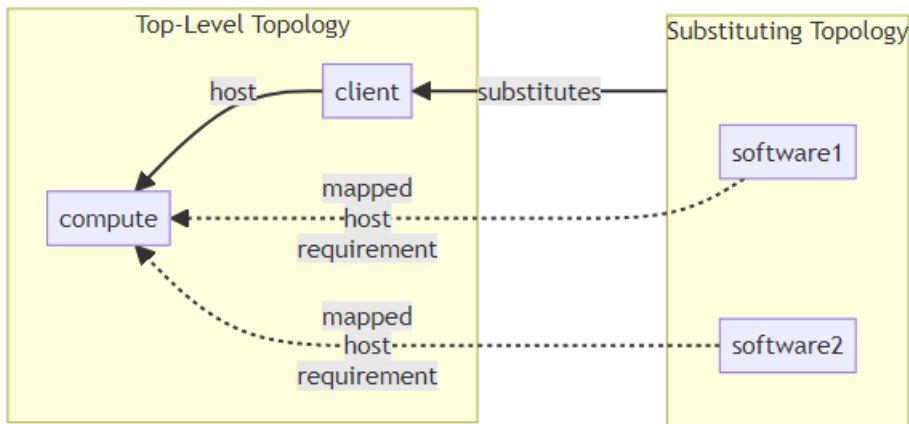 Top-Level Topology
Substituting Topology
host
client
substitutes
software1
mapped
host
requirement
compute
mapped
host
requirement
software2